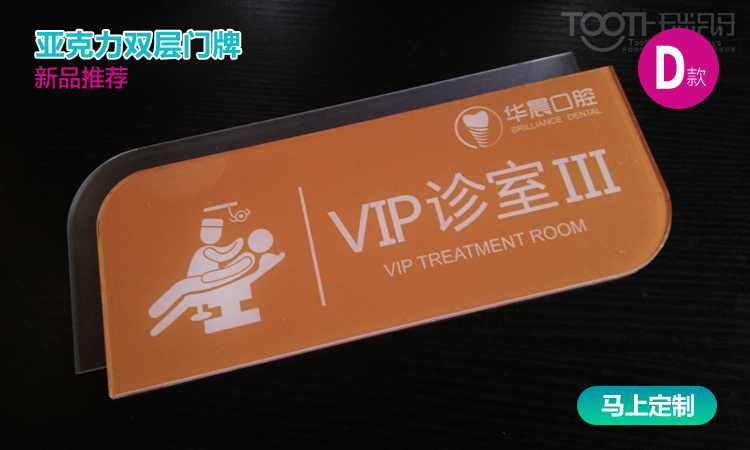 亚克力双层门牌
新品推荐
D款
华晨口腔
BRILLIANCE DENTAL
VIP诊室III
VIP TREATMENT ROOM
马上定制